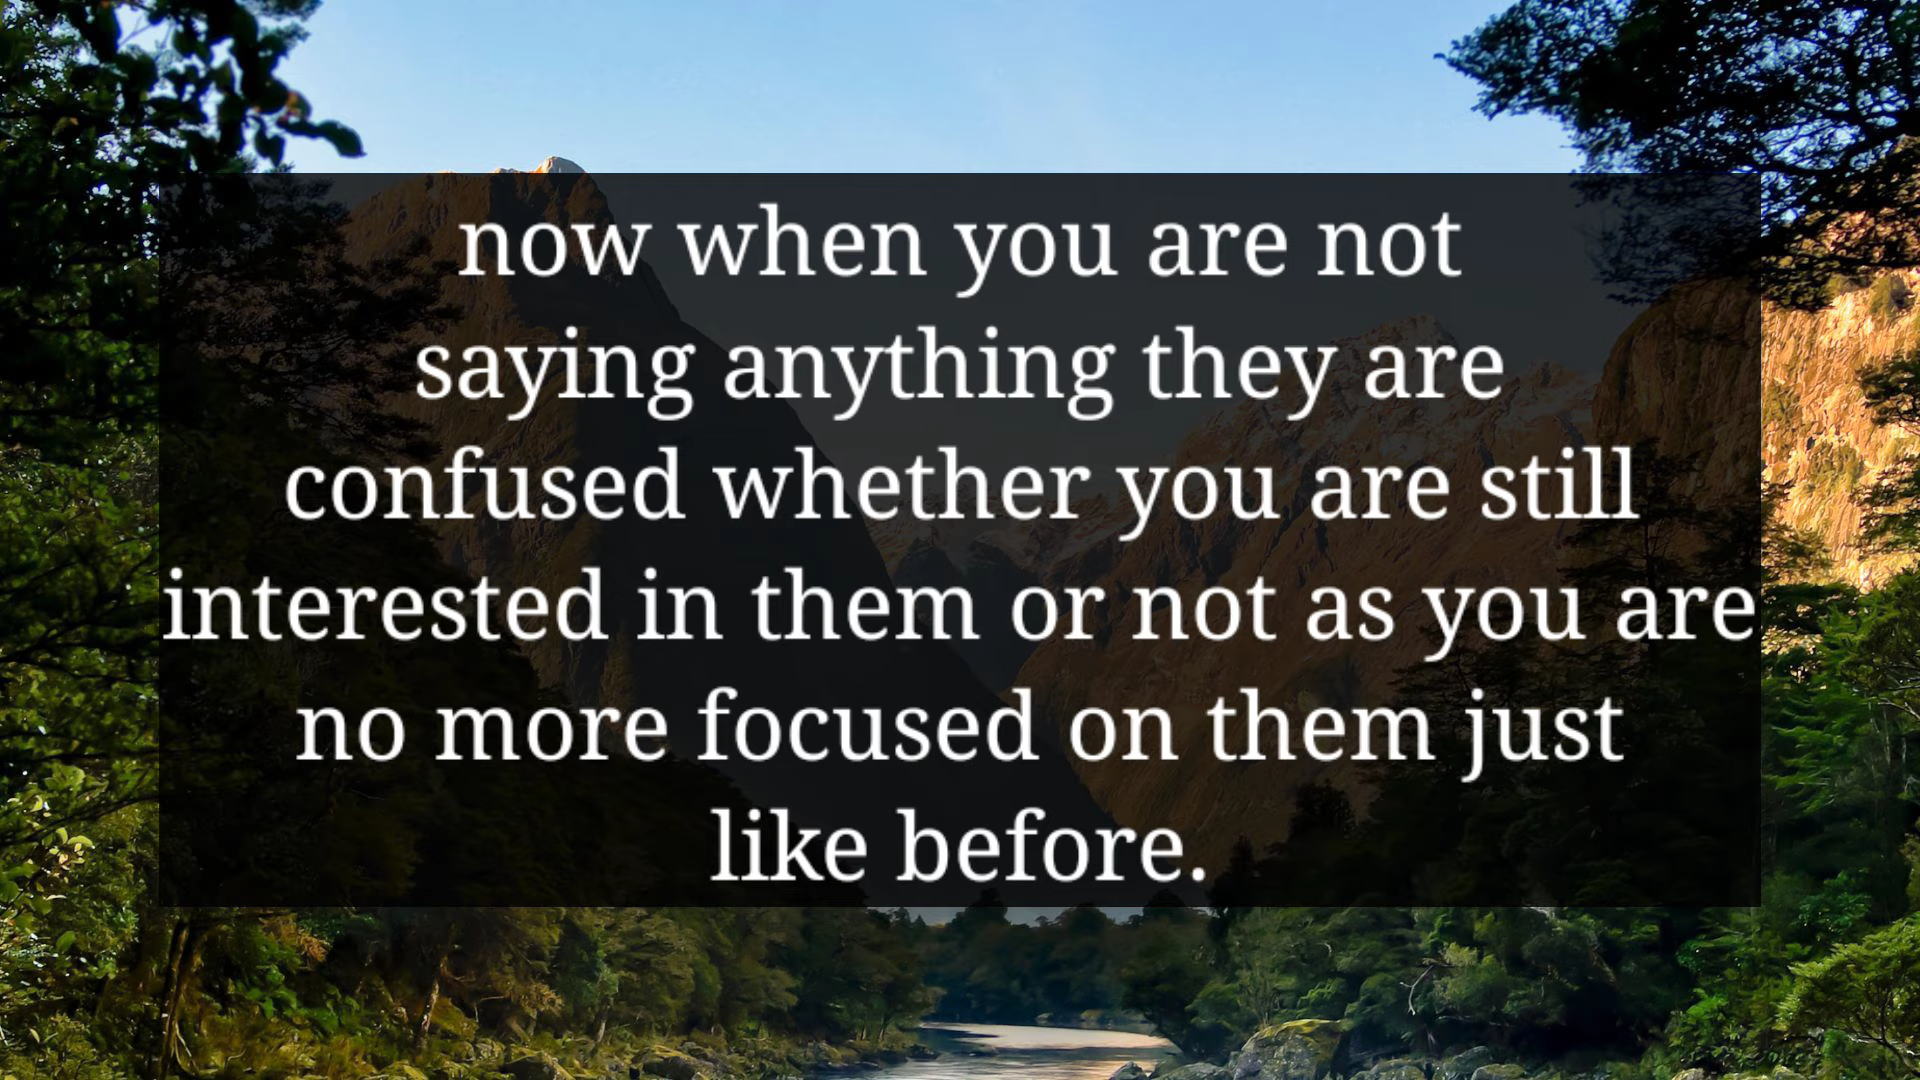 now when you are not
saying anything they are
confused whether you are still
interested in them or not as you are
no more focused on them just
like before.